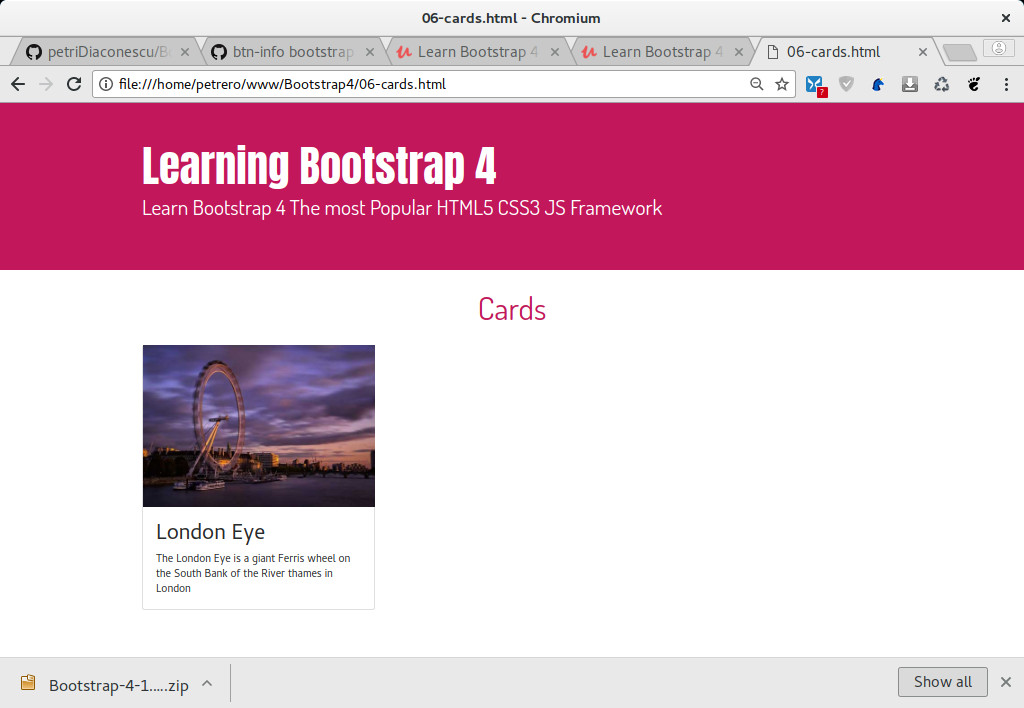 06-cards.html - Chromium
petriDiaconescu/B
btn-info bootstrap
Learn Bootstrap 4
Learn Bootstrap 4
06-cards.html
file:///home/petrero/www/Bootstrap4/06-cards.html
?
Learning Bootstrap 4
Learn Bootstrap 4 The most Popular HTML5 CSS3 JS Framework
Cards
London Eye
The London Eye is a giant Ferris wheel on
the South Bank of the River thames in
London
Bootstrap-4-1.....zip
Show all